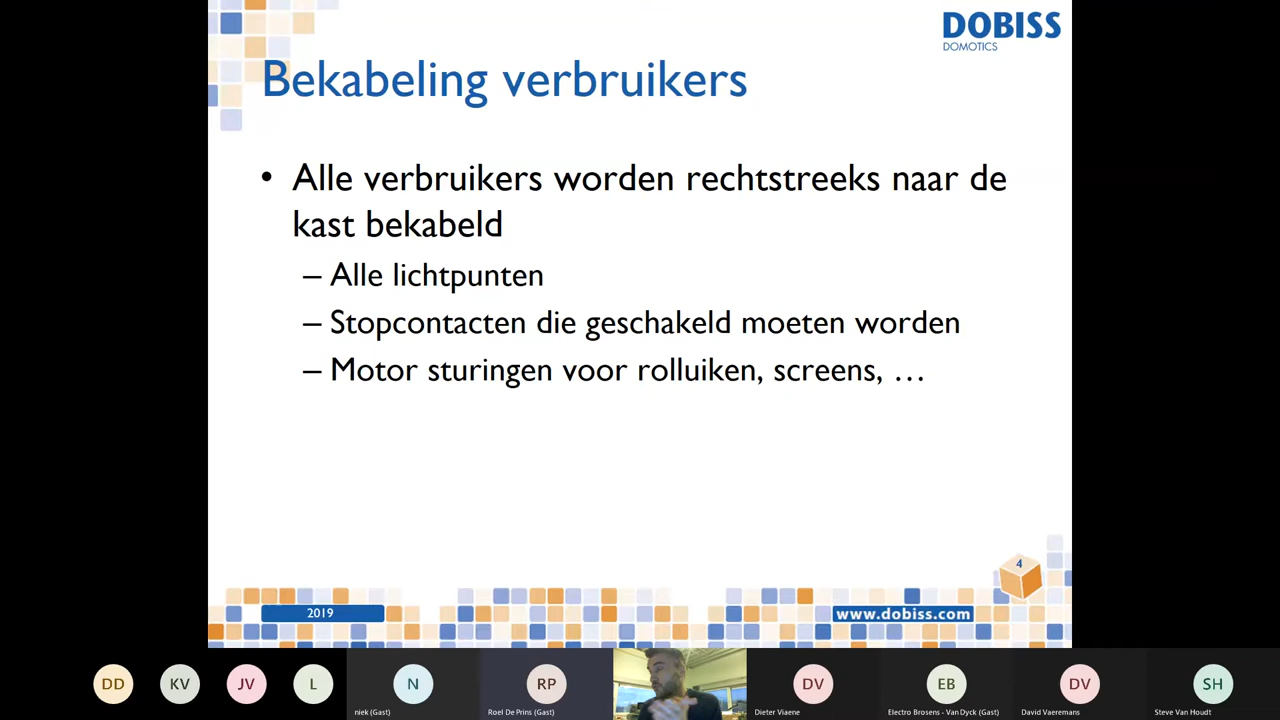 DOBISS
DOMOTICS
Bekabeling verbruikers
• Alle verbruikers worden rechtstreeks naar de
kast bekabeld
– Alle lichtpunten
– Stopcontacten die geschakeld moeten worden
– Motor sturingen voor rolluiken, screens, …
4
2019
www.dobiss.com
DD KV JV L N RP DV EB DV SH
niek (Gast) Roel De Prins (Gast) Dieter Viaene Electro Brosens - Van Dyck (Gast) David Vaeremans Steve Van Houdt